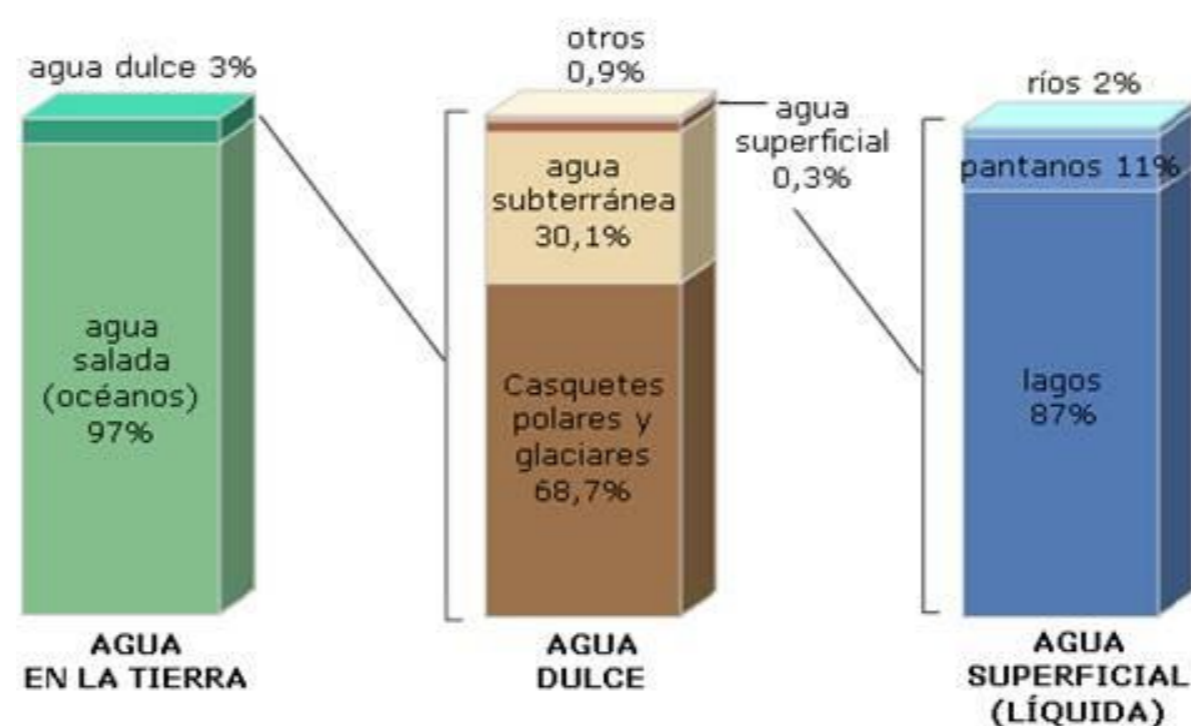 agua dulce 3%
agua
salada
(océanos)
97%
AGUA
EN LA TIERRA
otros
0,9%
agua
superficial
0,3%
agua
subterránea
30,1%
Casquetes
polares y
glaciares
68,7%
AGUA
DULCE
ríos 2%
pantanos 11%
lagos
87%
AGUA
SUPERFICIAL
(LÍQUIDA)